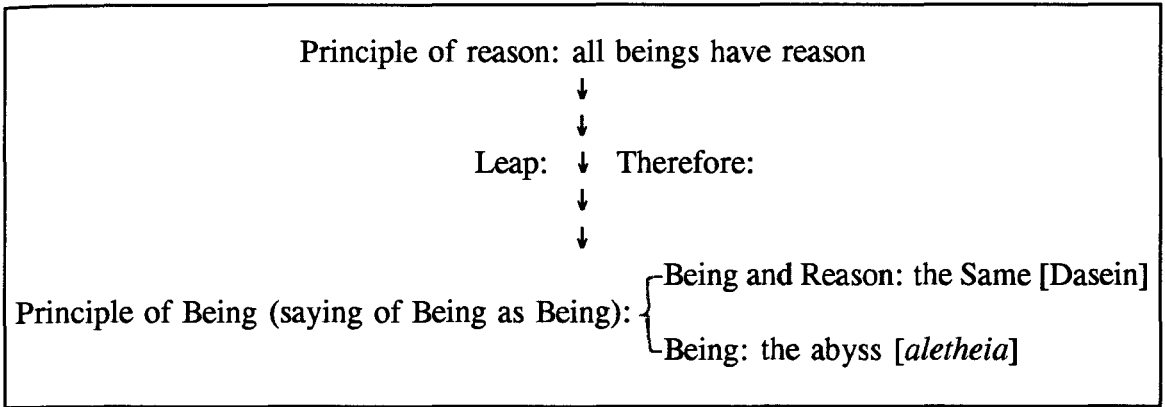 Principle of reason: all beings have reason
↓
↓
Leap: ↓ Therefore:
↓
↓
Being and Reason: the Same [Dasein]
Principle of Being (saying of Being as Being):
Being: the abyss [aletheia]